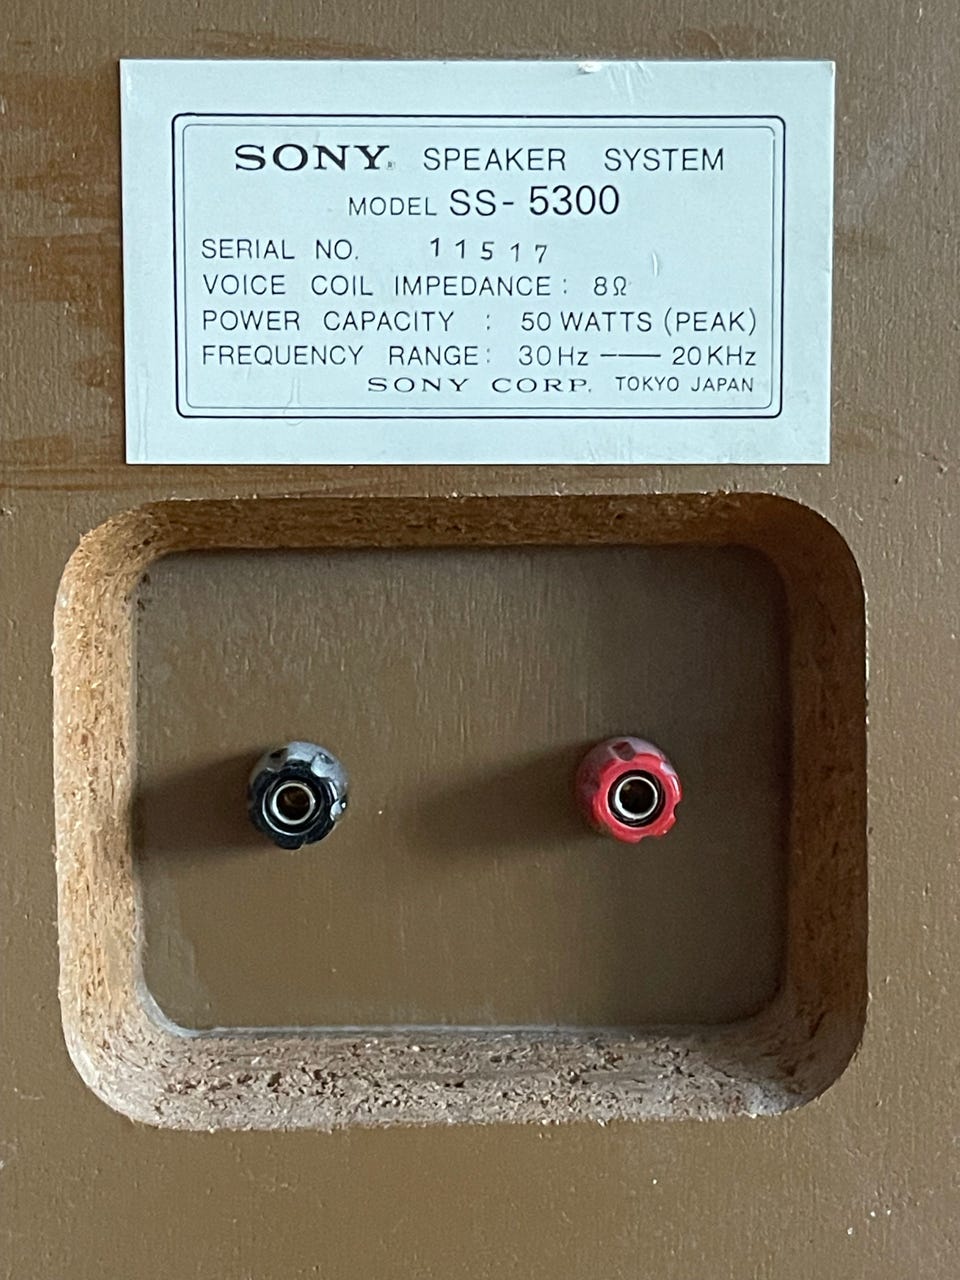 SONY® SPEAKER SYSTEM
MODEL SS-5300
SERIAL NO. 11517
VOICE COIL IMPEDANCE: 8Ω
POWER CAPACITY : 50 WATTS (PEAK)
FREQUENCY RANGE: 30Hz — 20KHz
SONY CORP. TOKYO JAPAN